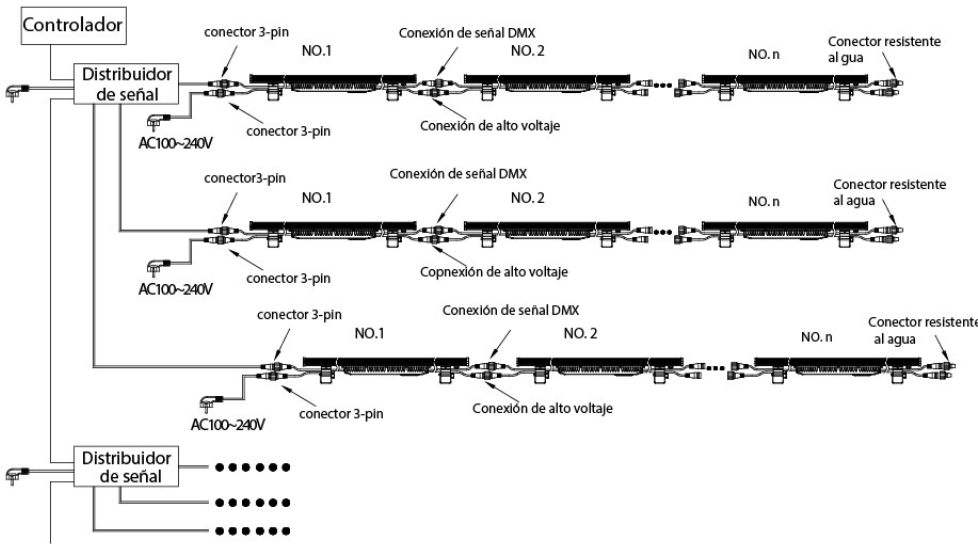 Controlador
conector 3-pin
NO.1
Conexión de señal DMX
NO. 2
NO. n
Conector resistente
al gua
Distribuidor
de señal
AC100~240V
conector 3-pin
Conexión de alto voltaje
conector3-pin
NO.1
Conexión de señal DMX
NO. 2
NO. n
Conector resistente
al agua
AC100~240V
conector 3-pin
Copnexión de alto voltaje
conector 3-pin
NO.1
Conexión de señal DMX
NO. 2
NO. n
Conector resistente
al agua
AC100~240V
conector 3-pin
Conexión de alto voltaje
Distribuidor
de señal